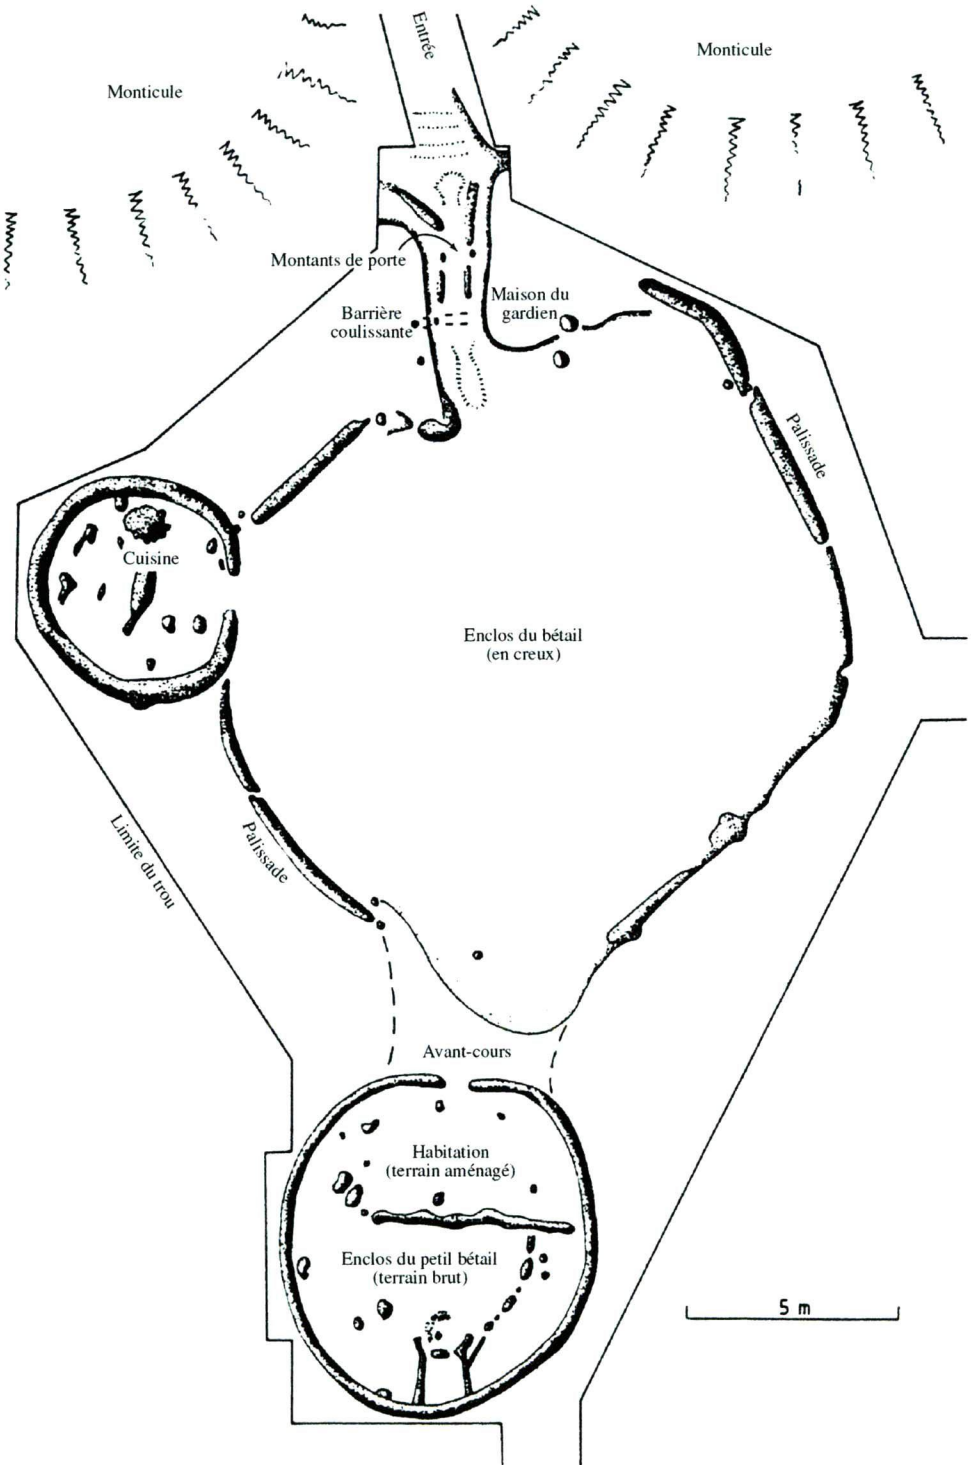 Entrée
Monticule
Monticule
Montants de porte
Maison du
gardien
Barrière
coulissante
Palissade
Cuisine
Enclos du bétail
(en creux)
Palissade
Limite du trou
Avant-cours
Habitation
(terrain aménagé)
Enclos du petil bétail
(terrain brut)
5 m